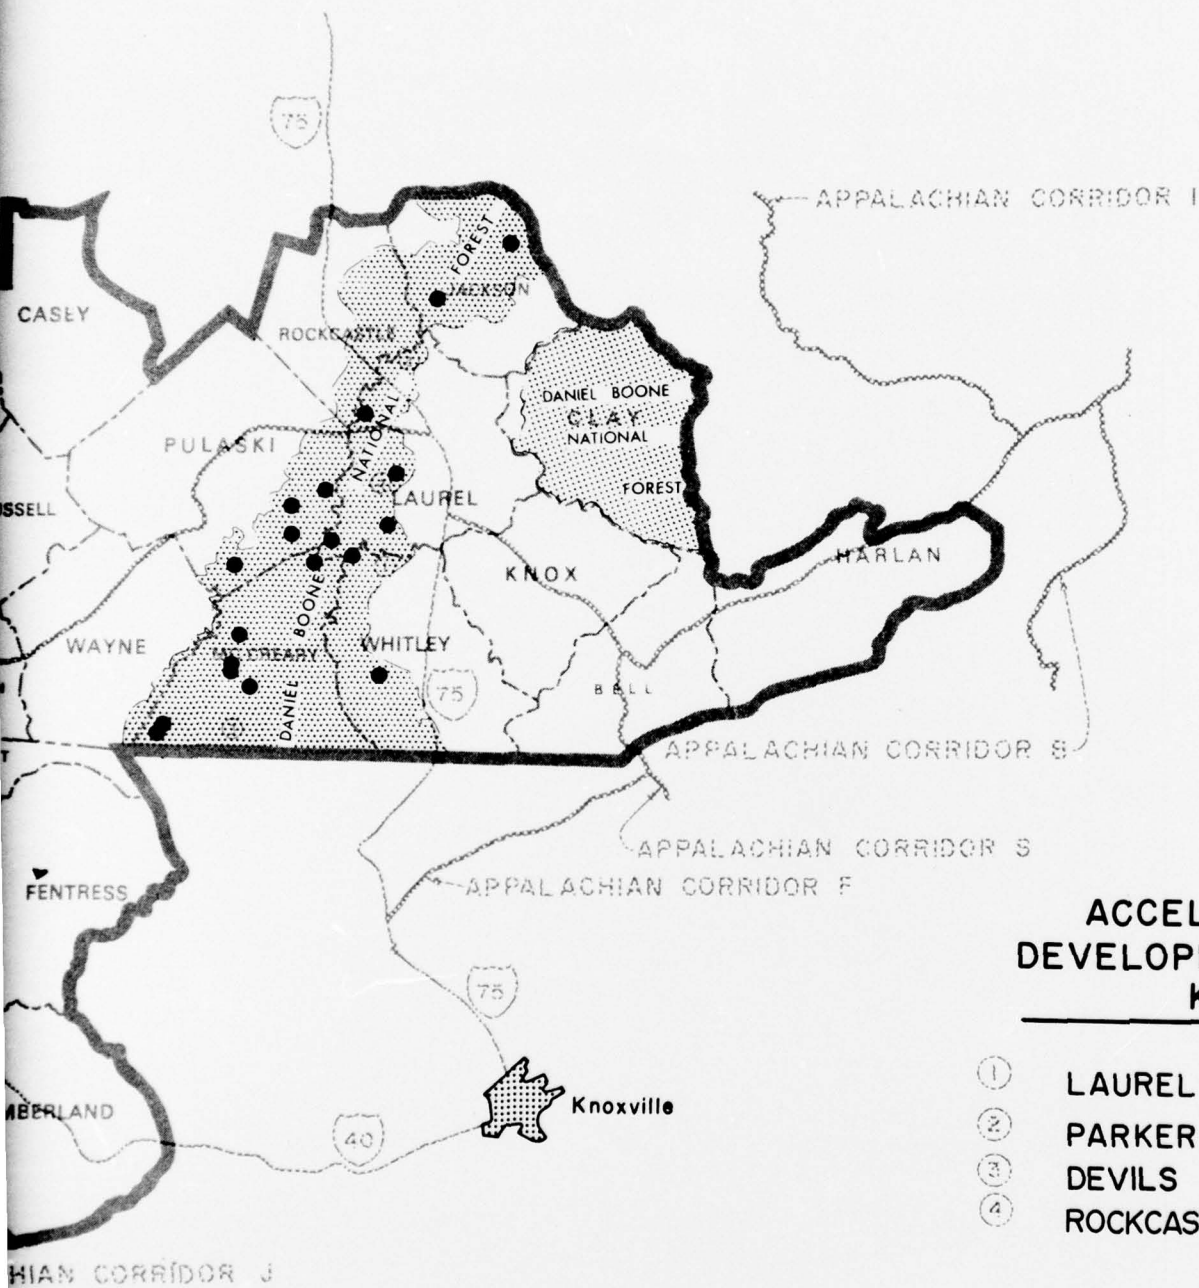 75
APPALACHIAN CORRIDOR I
FOREST
CASEY
JACKSON
ROCKCASTLE
DANIEL BOONE
CLAY
NATIONAL
FOREST
NATIONAL
PULASKI
LAUREL
SSELL
HARLAN
KNOX
BOONE
WAYNE
WHITLEY
McCREARY
DANIEL
75
BELL
APPALACHIAN CORRIDOR B
T
APPALACHIAN CORRIDOR S
APPALACHIAN CORRIDOR F
FENTRESS
ACCEL
DEVELOP
K
75
1 LAUREL
Knoxville
MBERLAND
2 PARKER
40
3 DEVILS
4 ROCKCAS
HIAN CORRIDOR J